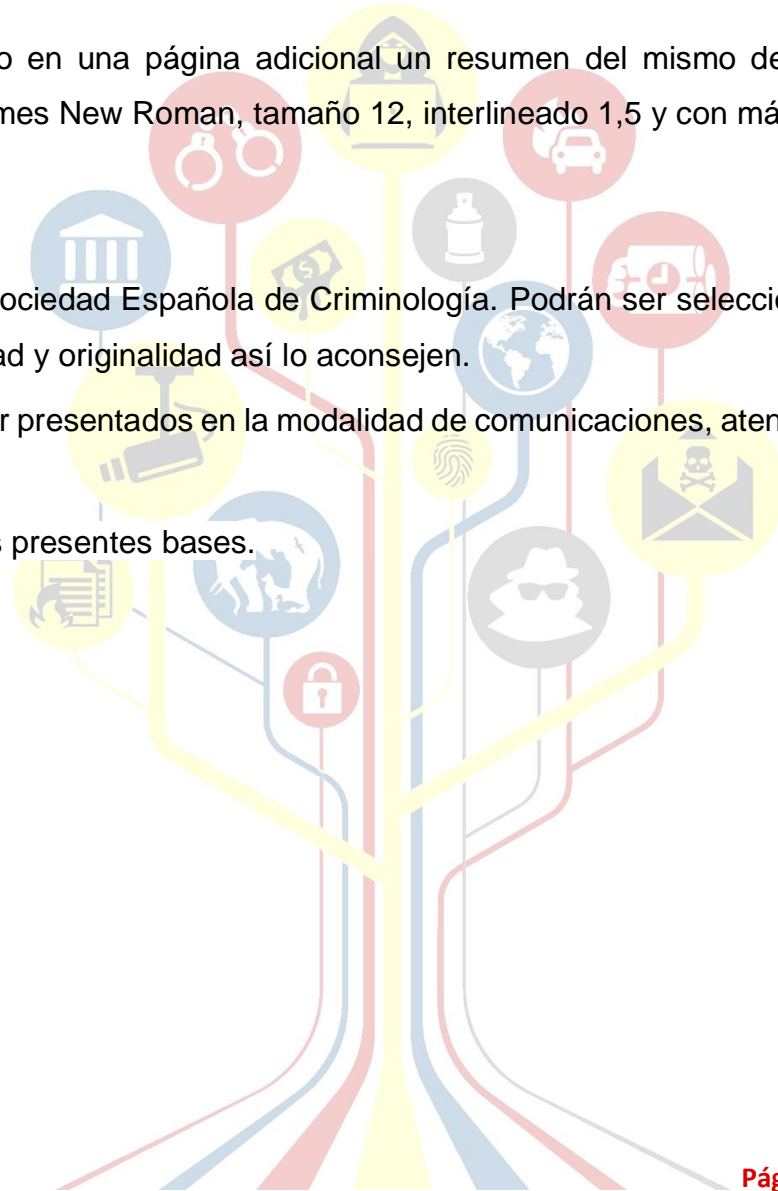 o en una página adicional un resumen del mismo de
mes New Roman, tamaño 12, interlineado 1,5 y con má
ociedad Española de Criminología. Podrán ser selecci
ad y originalidad así lo aconsejen.
r presentados en la modalidad de comunicaciones, aten
s presentes bases.
Pág